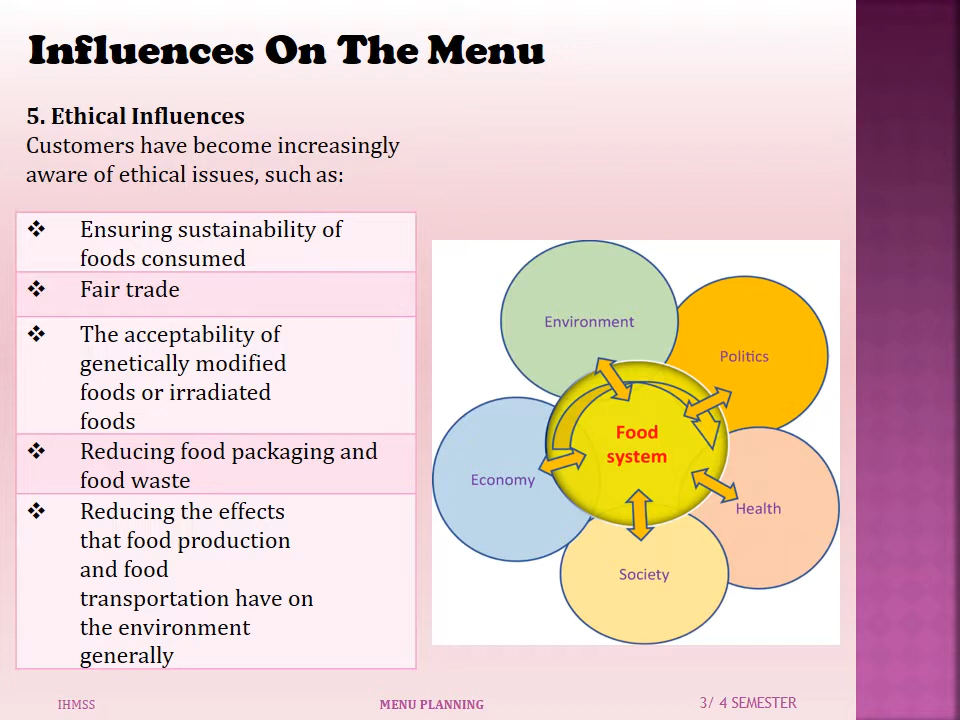 Influences On The Menu
5. Ethical Influences
Customers have become increasingly
aware of ethical issues, such as:
❖ Ensuring sustainability of
foods consumed
❖ Fair trade
❖ The acceptability of
genetically modified
foods or irradiated
foods
❖ Reducing food packaging and
food waste
❖ Reducing the effects
that food production
and food
transportation have on
the environment
generally
Environment
Politics
Food
system
Economy
Health
Society
IHMSS
MENU PLANNING
3/ 4 SEMESTER